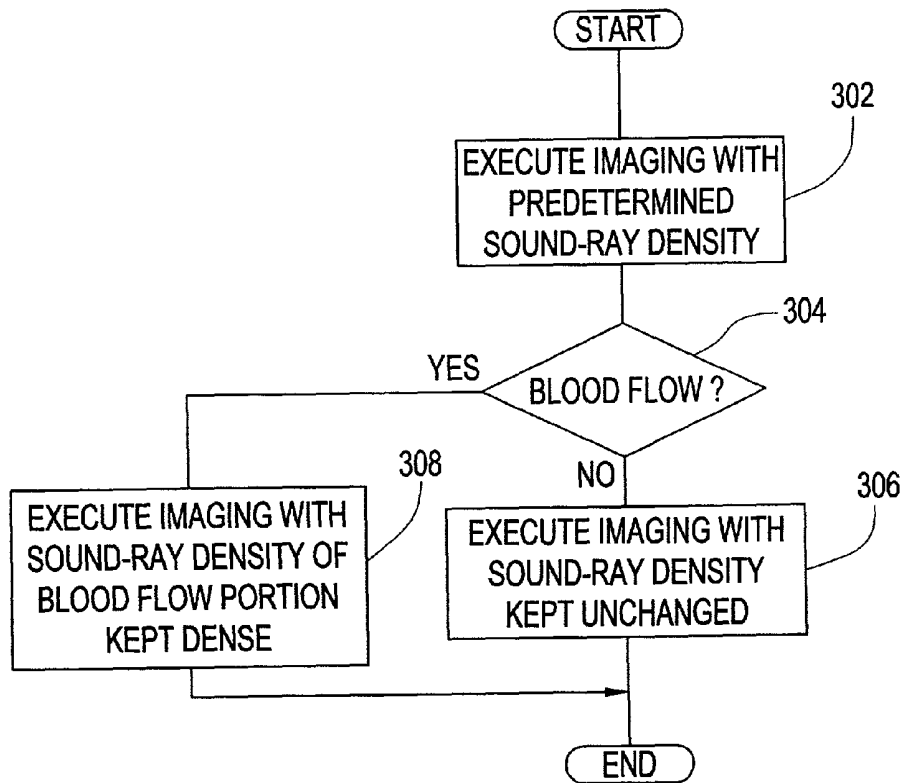 START
302
EXECUTE IMAGING WITH
PREDETERMINED
SOUND-RAY DENSITY
304
YES
BLOOD FLOW ?
NO
308
306
EXECUTE IMAGING WITH
SOUND-RAY DENSITY OF
BLOOD FLOW PORTION
KEPT DENSE
EXECUTE IMAGING WITH
SOUND-RAY DENSITY
KEPT UNCHANGED
END